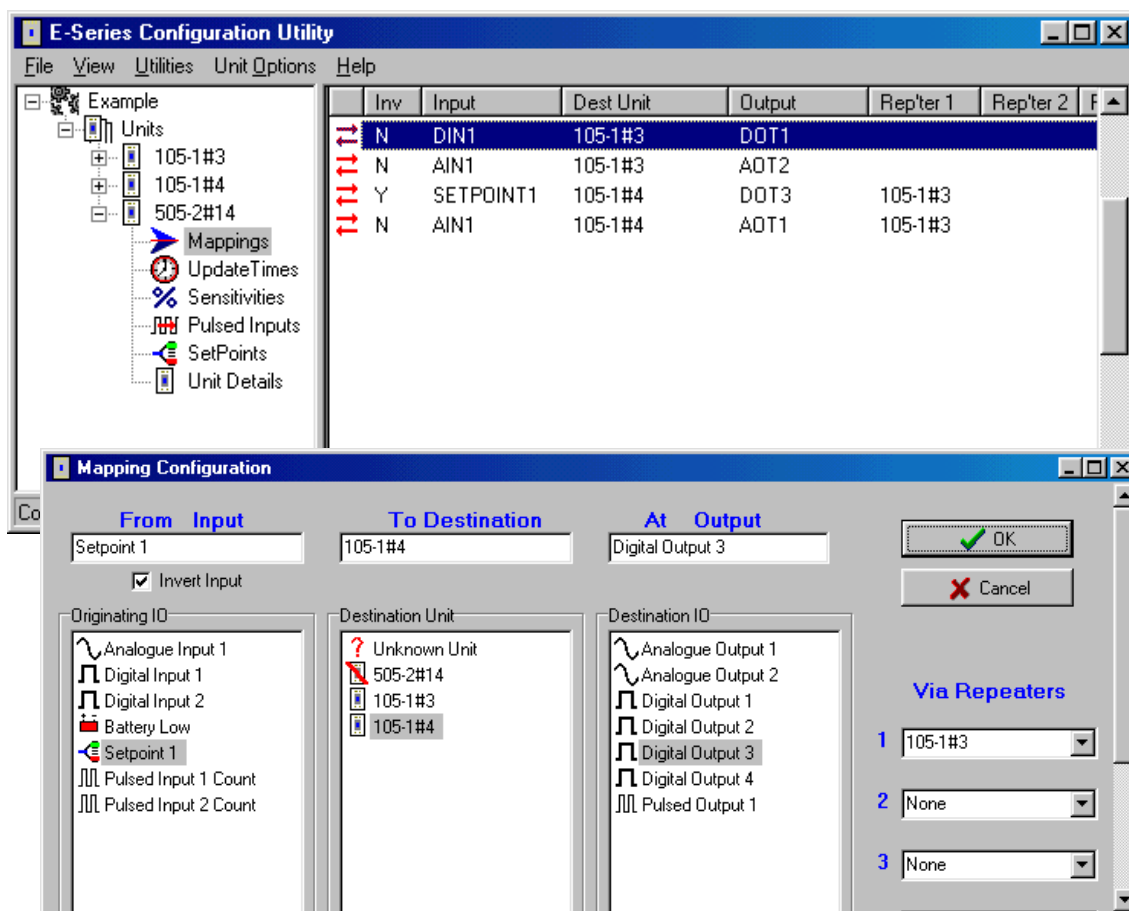 E-Series Configuration Utility
File View Utilities Unit Options Help
Example
Units
105-1#3
105-1#4
505-2#14
Mappings
UpdateTimes
Sensitivities
Pulsed Inputs
SetPoints
Unit Details
Inv Input Dest Unit Output Rep'ter 1 Rep'ter 2
N DIN1 105-1#3 DOT1
N AIN1 105-1#3 AOT2
Y SETPOINT1 105-1#4 DOT3 105-1#3
N AIN1 105-1#4 AOT1 105-1#3
Co
Mapping Configuration
From Input To Destination At Output
Setpoint 1 105-1#4 Digital Output 3
Invert Input
OK
Cancel
Originating IO
Analogue Input 1
Digital Input 1
Digital Input 2
Battery Low
Setpoint 1
Pulsed Input 1 Count
Pulsed Input 2 Count
Destination Unit
Unknown Unit
505-2#14
105-1#3
105-1#4
Destination IO
Analogue Output 1
Analogue Output 2
Digital Output 1
Digital Output 2
Digital Output 3
Digital Output 4
Pulsed Output 1
Via Repeaters
1 105-1#3
2 None
3 None